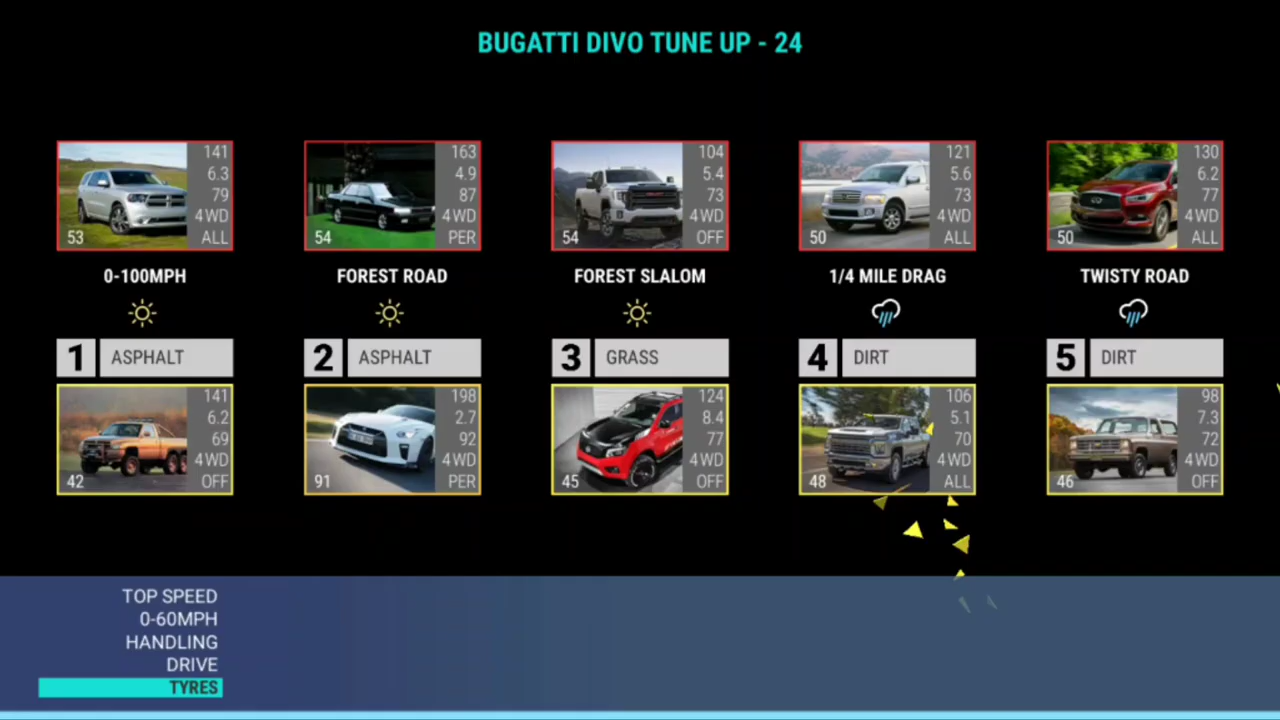 BUGATTI DIVO TUNE UP - 24
141
6.3
79
4WD
53 ALL
163
4.9
87
4WD
54 PER
104
5.4
73
4WD
54 OFF
121
5.6
73
4WD
50 ALL
130
6.2
77
4WD
50 ALL
0-100MPH
FOREST ROAD
FOREST SLALOM
1/4 MILE DRAG
TWISTY ROAD
1 ASPHALT
2 ASPHALT
3 GRASS
4 DIRT
5 DIRT
141
6.2
69
4WD
42 OFF
198
2.7
92
4WD
91 PER
124
8.4
77
4WD
45 OFF
106
5.1
70
4WD
48 ALL
98
7.3
72
4WD
46 OFF
TOP SPEED
0-60MPH
HANDLING
DRIVE
TYRES